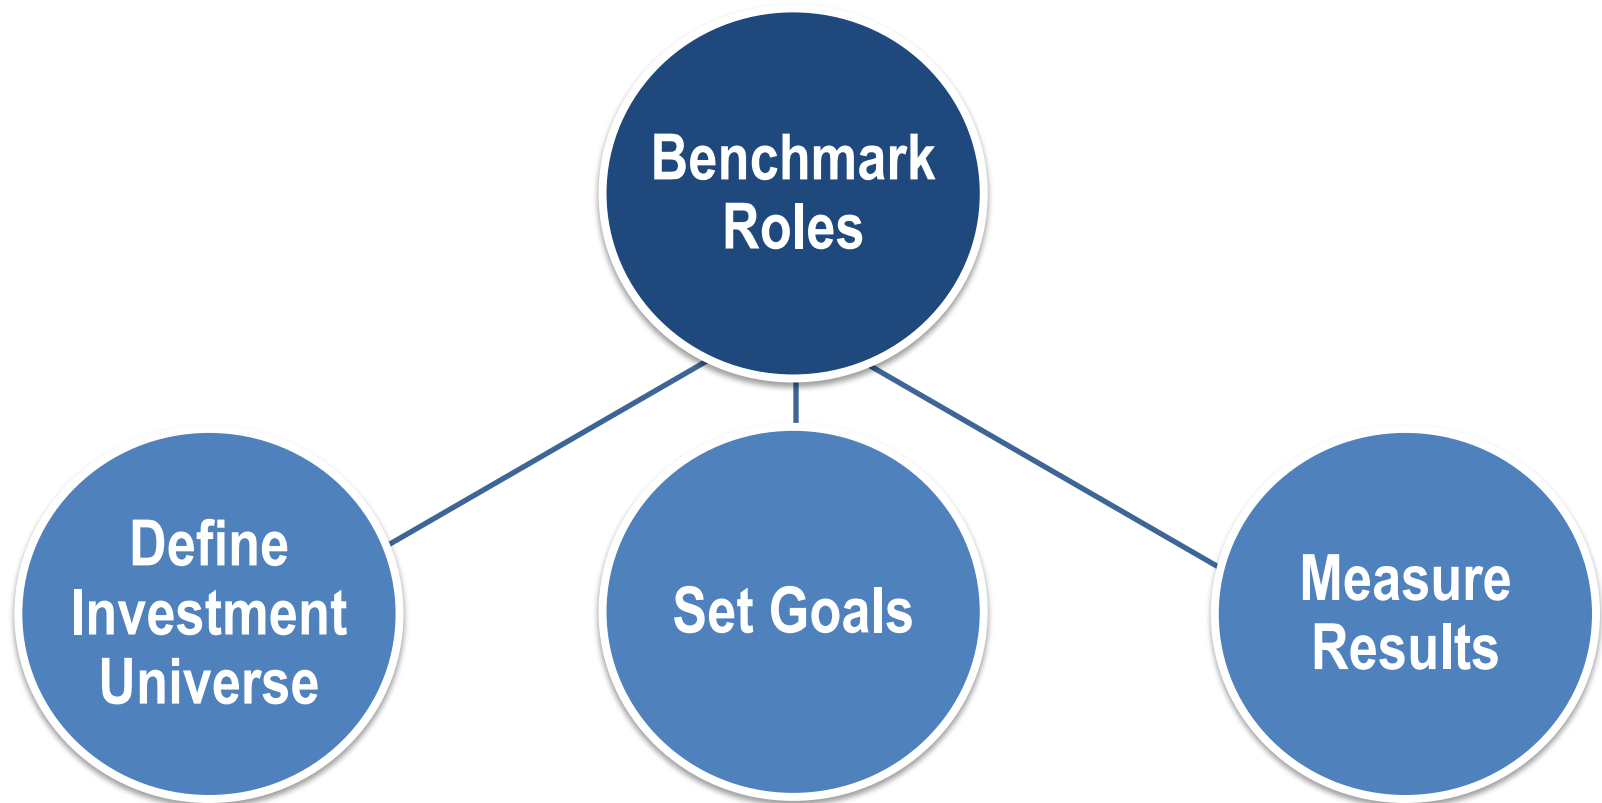 Benchmark
Roles
Define
Investment
Universe
Set Goals
Measure
Results